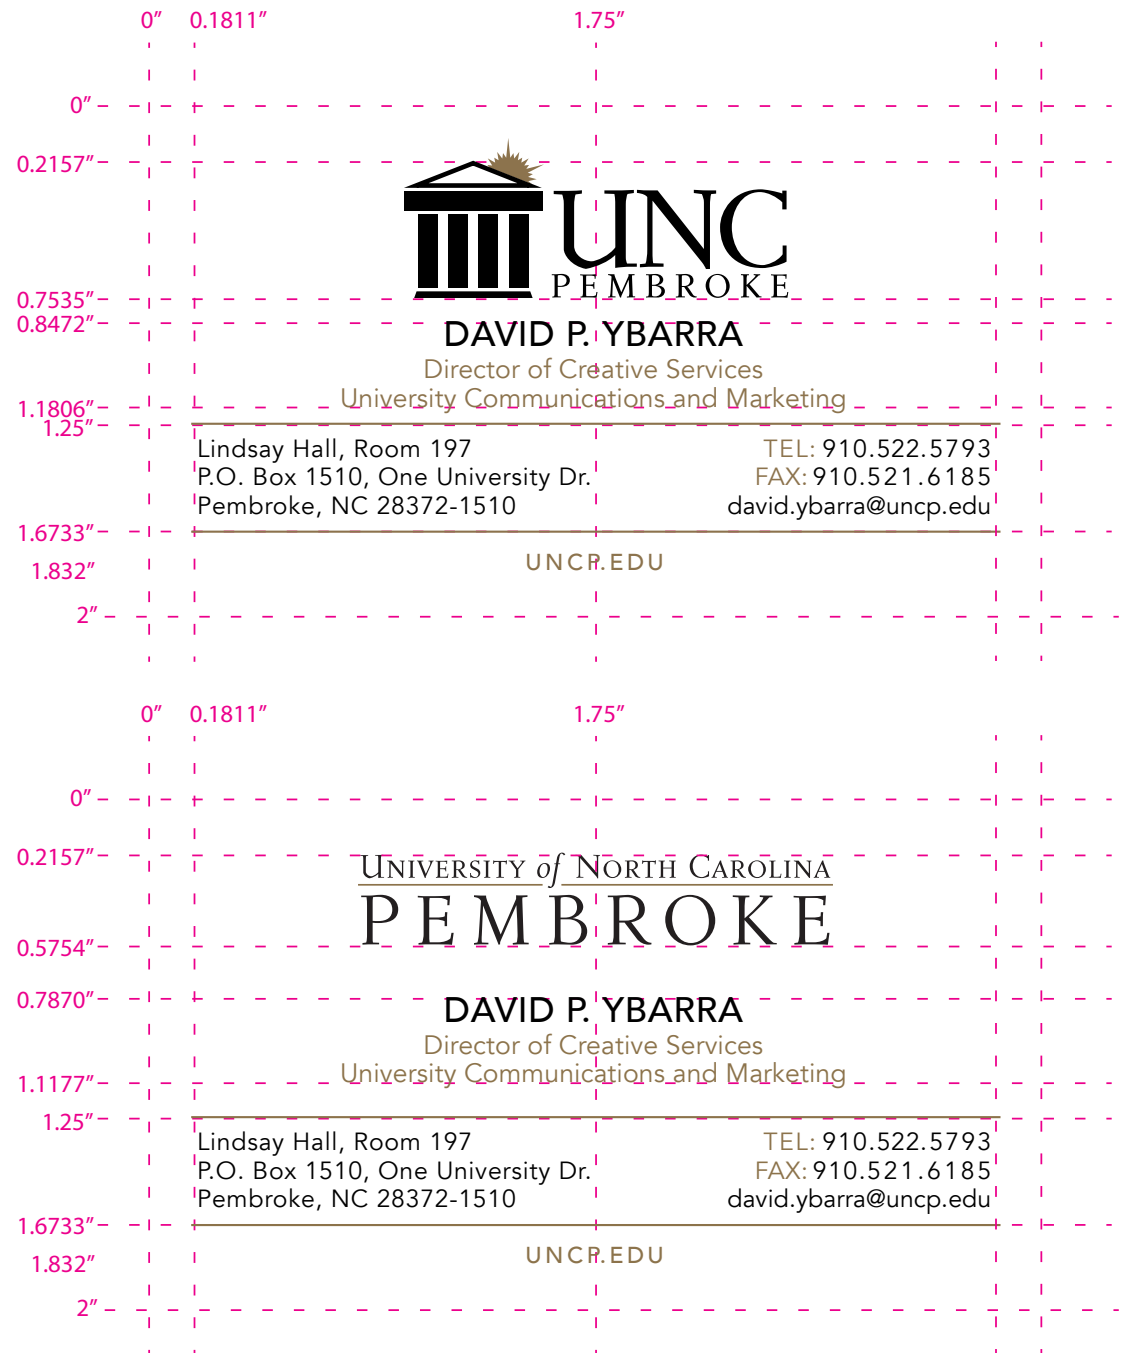 0” 0.1811” 1.75”
0”
0.2157”
UNC
PEMBROKE
0.7535”
0.8472”
DAVID P. YBARRA
Director of Creative Services
University Communications and Marketing
1.1806”
1.25”
Lindsay Hall, Room 197 TEL: 910.522.5793
P.O. Box 1510, One University Dr. FAX: 910.521.6185
Pembroke, NC 28372-1510 david.ybarra@uncp.edu
1.6733”
UNCP.EDU
1.832”
2”
0” 0.1811” 1.75”
0”
0.2157”
UNIVERSITY of NORTH CAROLINA
PEMBROKE
0.5754”
0.7870”
DAVID P. YBARRA
Director of Creative Services
University Communications and Marketing
1.1177”
1.25”
Lindsay Hall, Room 197 TEL: 910.522.5793
P.O. Box 1510, One University Dr. FAX: 910.521.6185
Pembroke, NC 28372-1510 david.ybarra@uncp.edu
1.6733”
UNCP.EDU
1.832”
2”